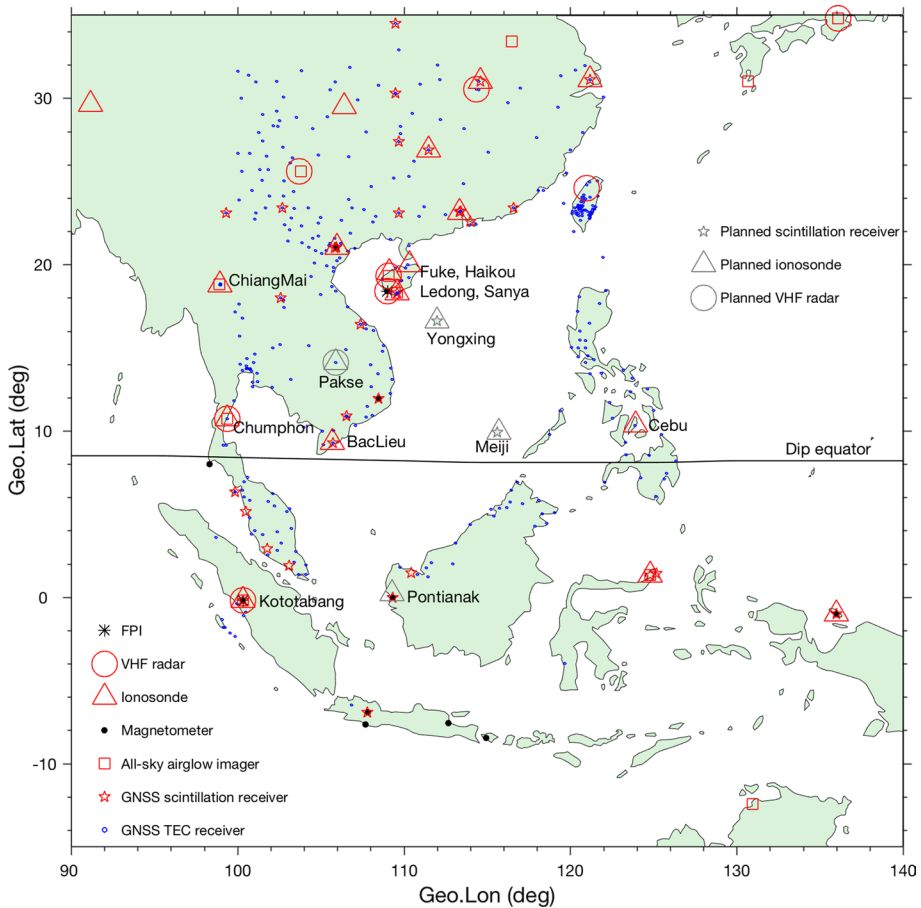 30
20
10
0
-10
90
100
110
120
130
140
Geo.Lat (deg)
Geo.Lon (deg)
Planned scintillation receiver
Planned ionosonde
Planned VHF radar
ChiangMai
Fuke, Haikou
Ledong, Sanya
Yongxing
Pakse
Chumphon
BacLieu
Meiji
Cebu
Dip equator
Kototabang
Pontianak
FPI
VHF radar
Ionosonde
Magnetometer
All-sky airglow imager
GNSS scintillation receiver
GNSS TEC receiver